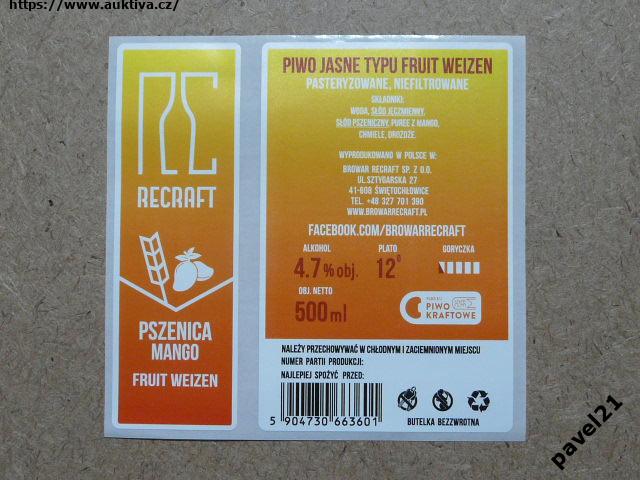 https://www.auktiva.cz/
RECRAFT
PSZENICA
MANGO
FRUIT WEIZEN
PIWO JASNE TYPU FRUIT WEIZEN
PASTERYZOWANE, NIEFILTROWANE
SKŁADNIKI:
WODA, SŁÓD JĘCZMIENNY,
SŁÓD PSZENICZNY, PUREE Z MANGO,
CHMIELE, DROŻDŻE.
WYPRODUKOWANO W POLSCE W:
BROWAR RECRAFT SP. Z O.O.
UL.SZTYGARSKA 27
41-608 ŚWIĘTOCHŁOWICE
TEL. +48 327 701 390
WWW.BROWARRECRAFT.PL
FACEBOOK.COM/BROWARRECRAFT
ALKOHOL PLATO GORYCZKA
4.7% obj. 12°
OBJ. NETTO
500ml
PIWO
KRAFTOWE
NALEŻY PRZECHOWYWAĆ W CHŁODNYM I ZACIEMNIONYM MIEJSCU
NUMER PARTII PRODUKCJI:
NAJLEPIEJ SPOŻYĆ PRZED:
5 904730 663601
BUTELKA BEZZWROTNA
pavel21